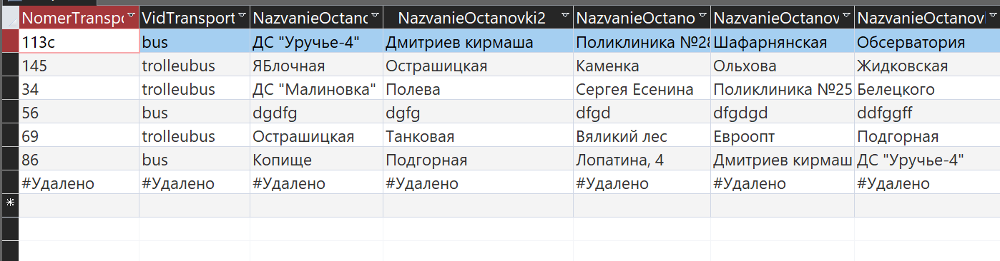 NomerTranspo VidTransport NazvanieOctano NazvanieOctanovki2 NazvanieOctano NazvanieOctanov NazvanieOctanovl
113с bus ДС "Уручье-4" Дмитриев кирмаша Поликлиника №28 Шафарнянская Обсерватория
145 trolleubus ЯБлочная Острашицкая Каменка Ольхова Жидковская
34 trolleubus ДС "Малиновка" Полева Сергея Есенина Поликлиника №25 Белецкого
56 bus dgdfg dgfg dfgd dfgdgd ddfggff
69 trolleubus Острашицкая Танковая Вяликий лес Евроопт Подгорная
86 bus Копище Подгорная Лопатина, 4 Дмитриев кирмаш ДС "Уручье-4"
#Удалено #Удалено #Удалено #Удалено #Удалено #Удалено #Удалено